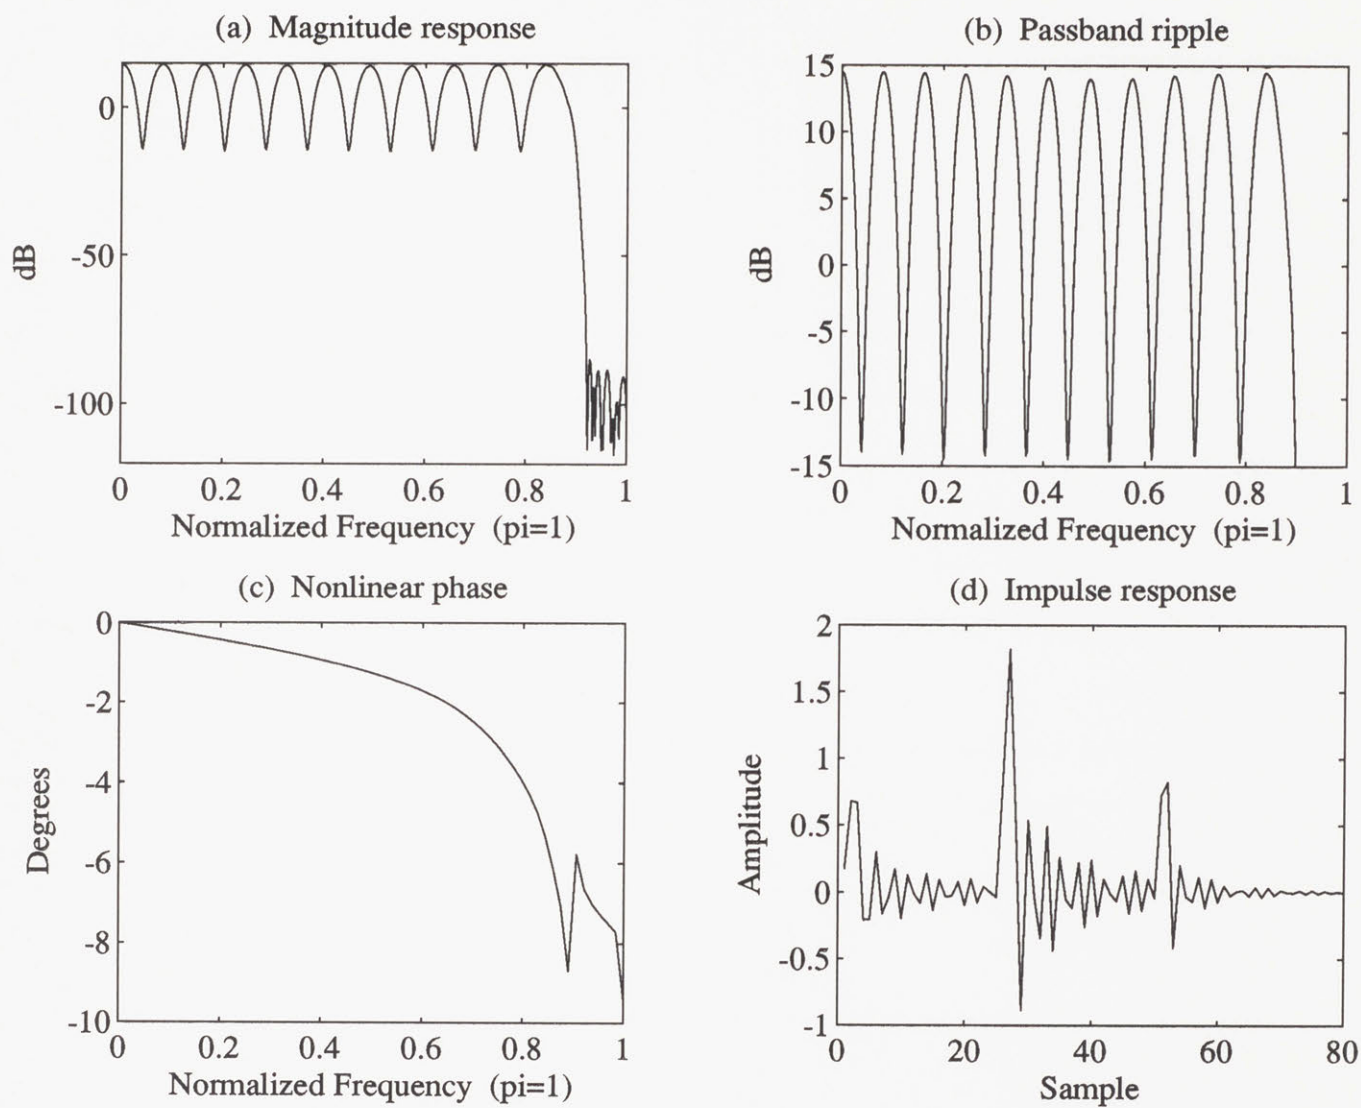 (a) Magnitude response
0
-50
-100
dB
0 0.2 0.4 0.6 0.8 1
Normalized Frequency (pi=1)
(b) Passband ripple
15
10
5
0
-5
-10
-15
dB
0 0.2 0.4 0.6 0.8 1
Normalized Frequency (pi=1)
(c) Nonlinear phase
0
-2
-4
-6
-8
-10
Degrees
0 0.2 0.4 0.6 0.8 1
Normalized Frequency (pi=1)
(d) Impulse response
2
1.5
1
0.5
0
-0.5
-1
Amplitude
0 20 40 60 80
Sample